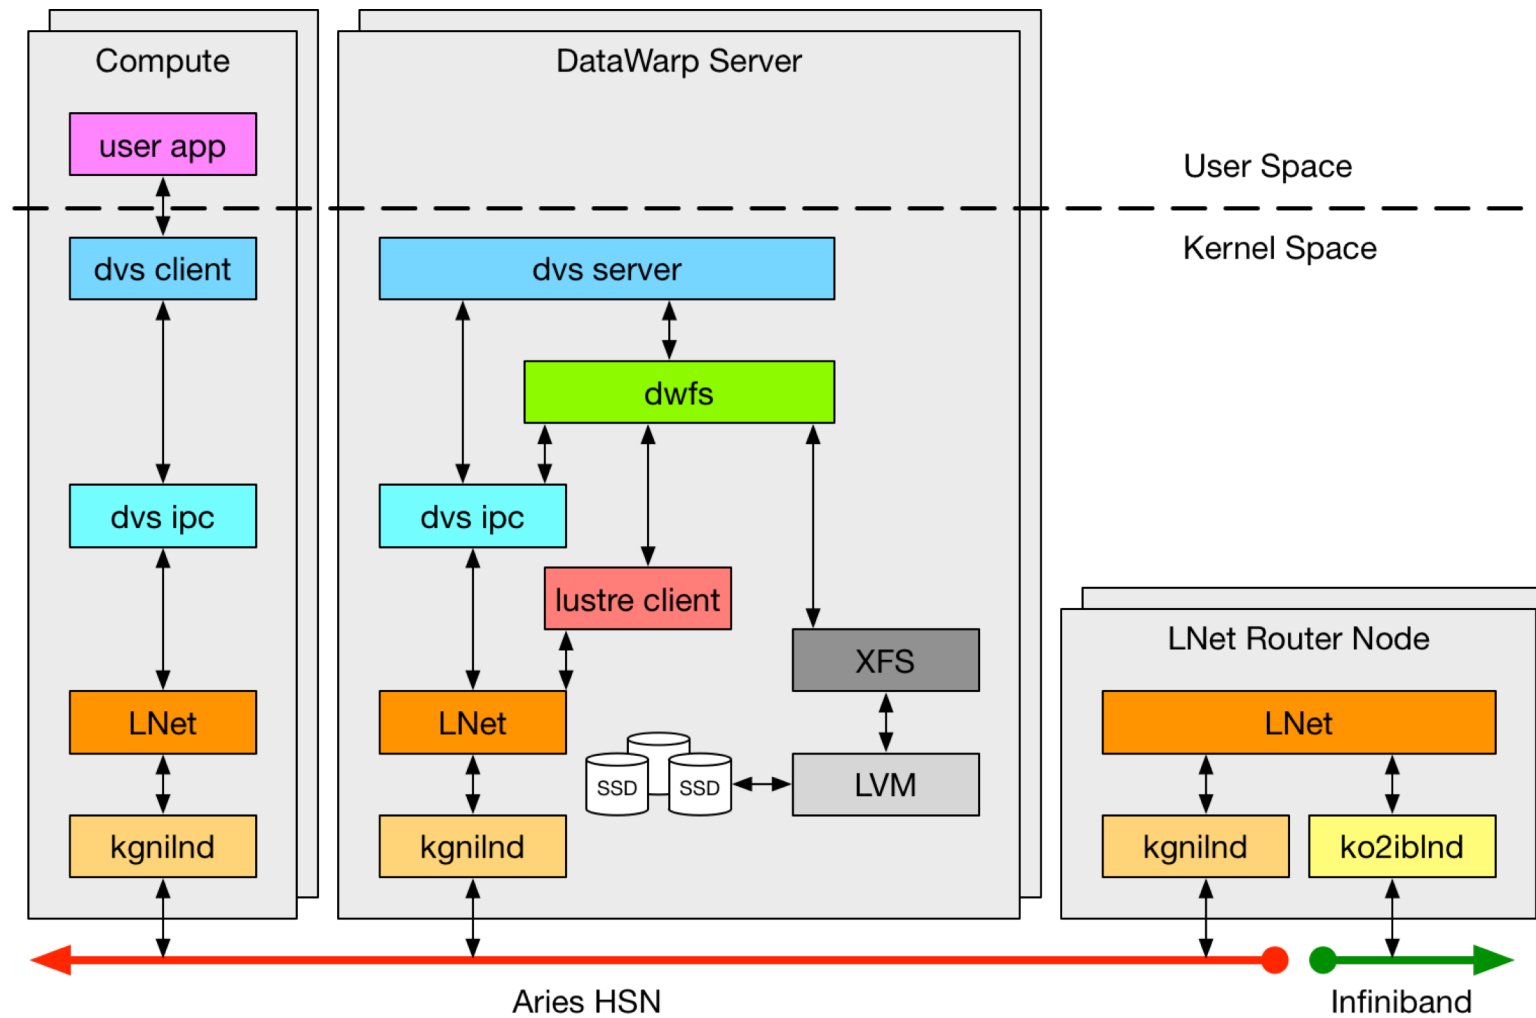 Compute
user app
dvs client
dvs ipc
LNet
kgnilnd
DataWarp Server
dvs server
dwfs
dvs ipc
lustre client
XFS
LNet
SSD
SSD
LVM
kgnilnd
User Space
Kernel Space
LNet Router Node
LNet
kgnilnd
ko2iblnd
Aries HSN
Infiniband